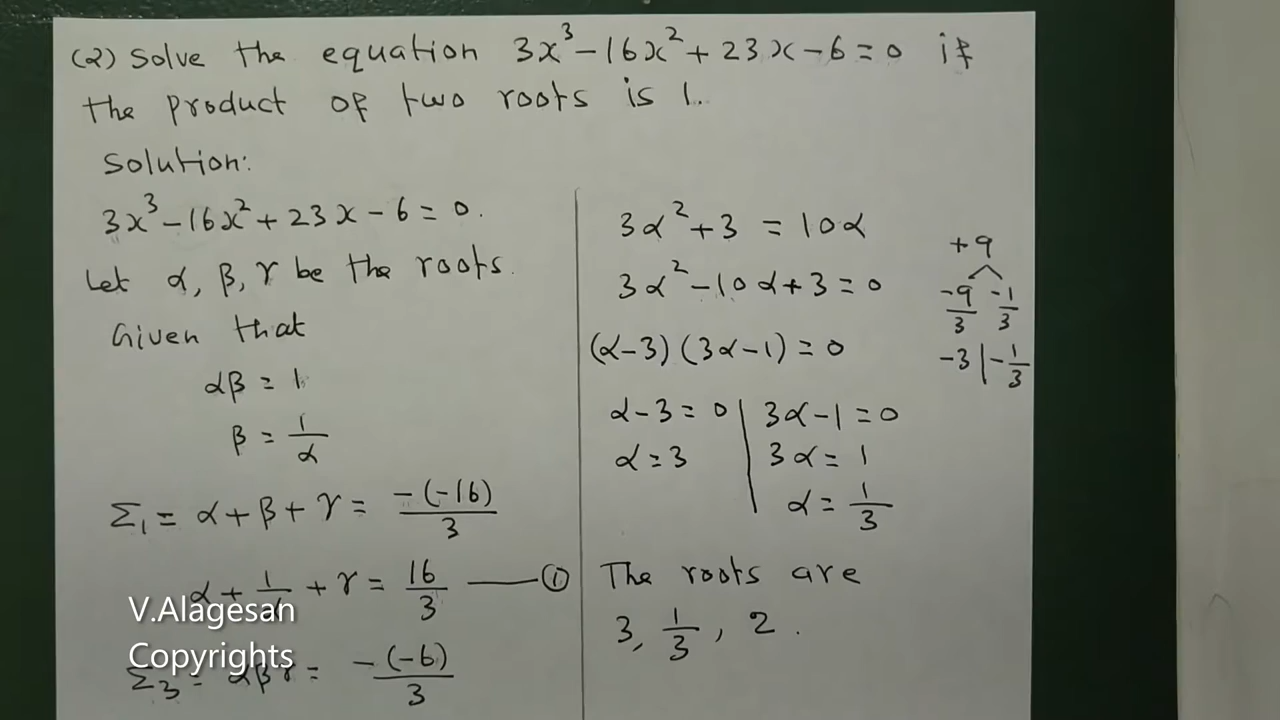 (2) Solve the equation 3x³ - 16x² + 23x - 6 = 0 if
the product of two roots is 1.
Solution:
3x³ - 16x² + 23x - 6 = 0.
Let α, β, γ be the roots.
Given that
αβ = 1
β = 1/α
Σ₁ = α + β + γ = -(-16)/3
α + 1/α + γ = 16/3 —— ①
Σ₃ = αβγ = -(-6)/3
3α² + 3 = 10α
3α² - 10α + 3 = 0
(α - 3) (3α - 1) = 0
α - 3 = 0 | 3α - 1 = 0
α = 3 | 3α = 1
α = 1/3
The roots are
3, 1/3, 2.
+9
-9/3 -1/3
-3 | -1/3
V.Alagesan
Copyrights